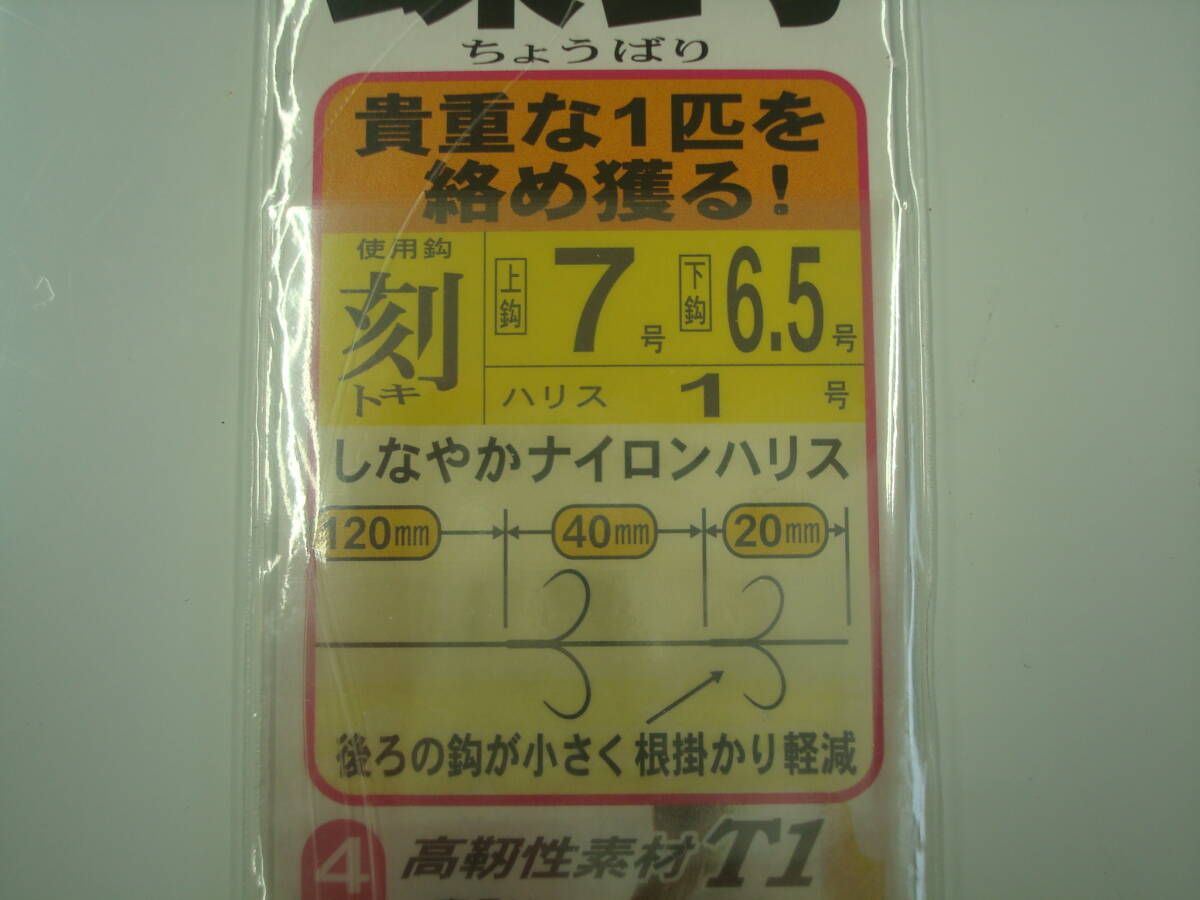 ちょうばり
貴重な1匹を
絡め獲る!
使用鈎
刻
トキ
上鈎 7号 下鈎 6.5号
ハリス 1 号
しなやかナイロンハリス
120mm 40mm 20mm
後ろの鈎が小さく根掛かり軽減
4 高靭性素材T1